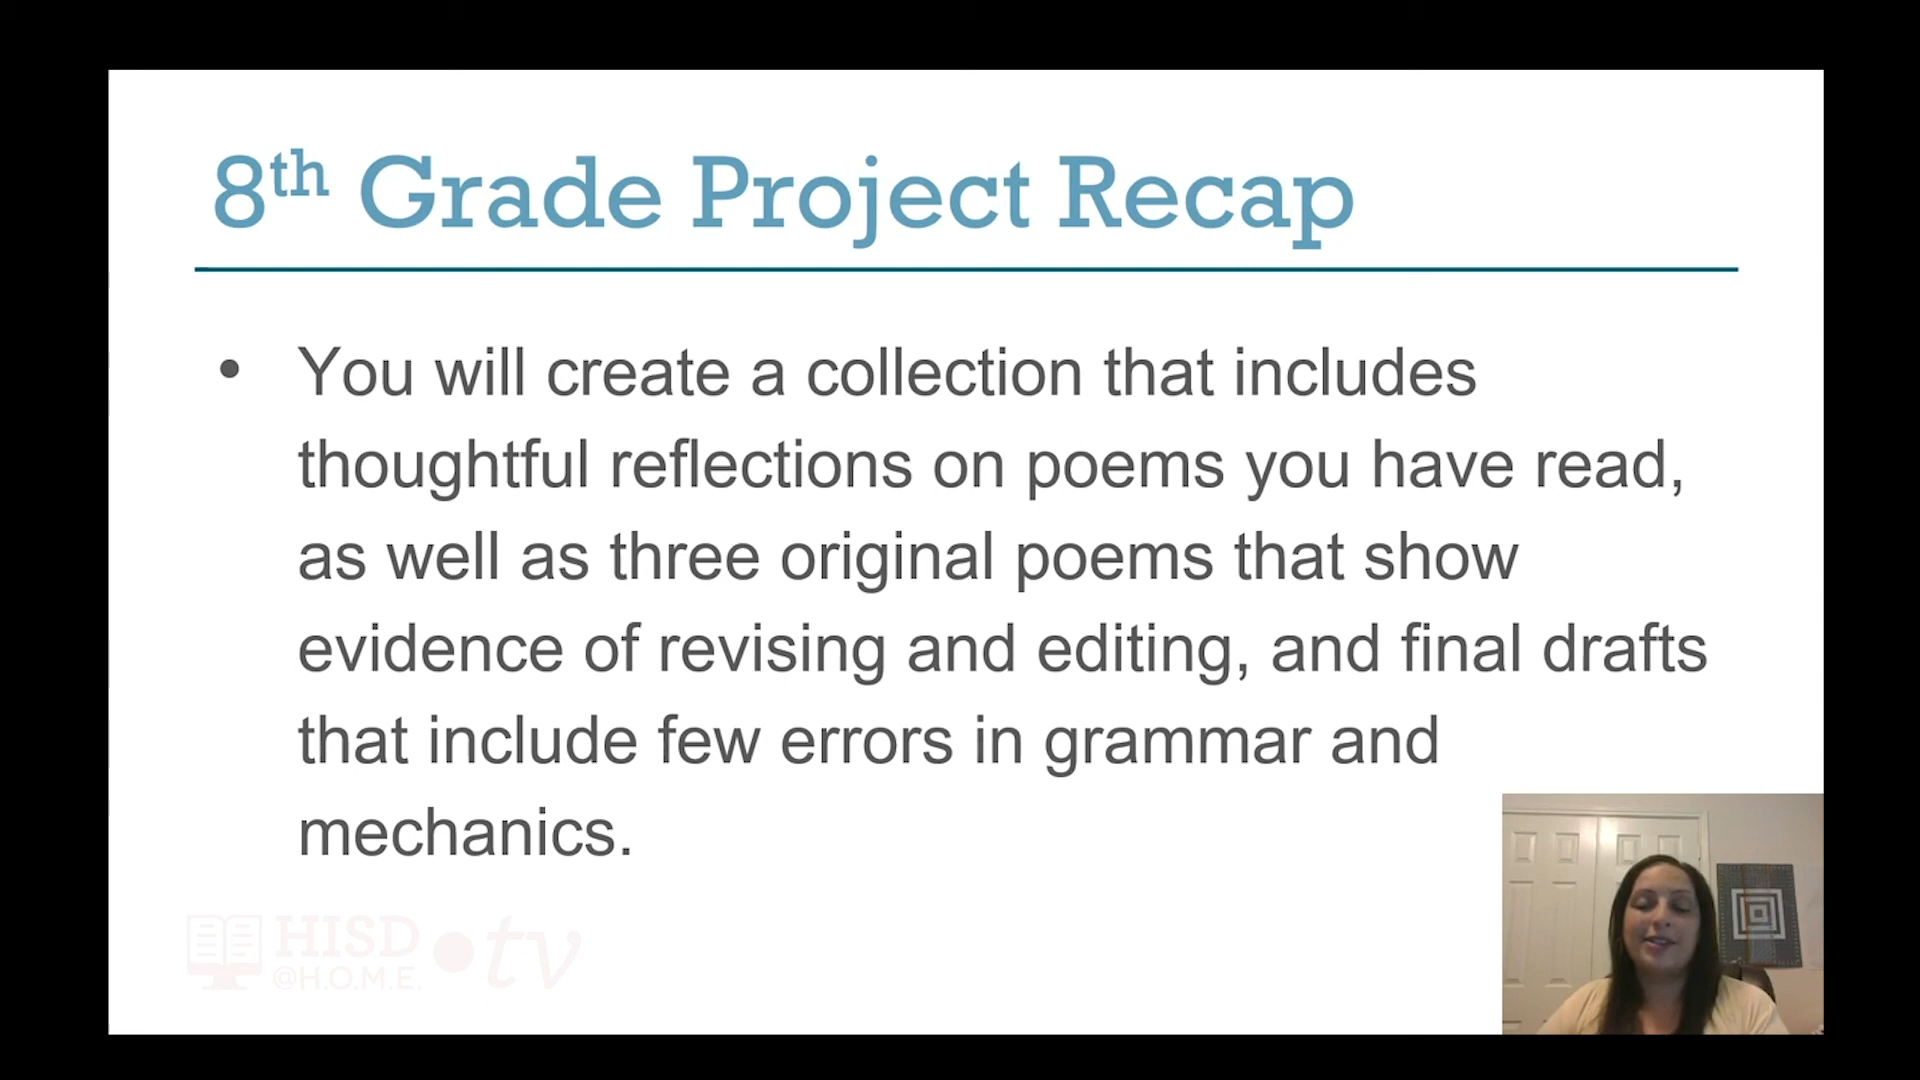 8th Grade Project Recap
• You will create a collection that includes
thoughtful reflections on poems you have read,
as well as three original poems that show
evidence of revising and editing, and final drafts
that include few errors in grammar and
mechanics.
HISD
@H.O.M.E.
•tv